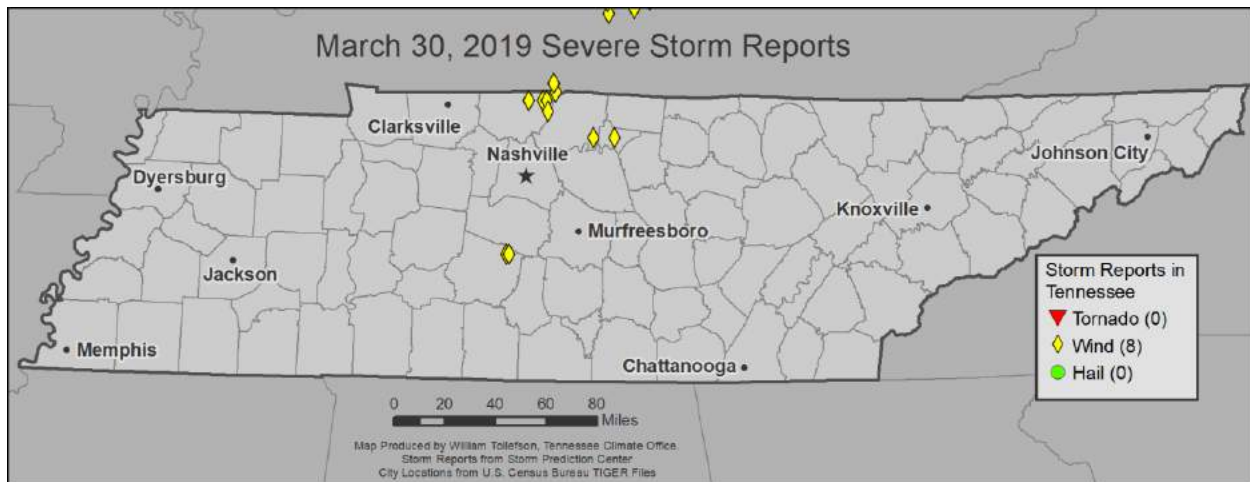 March 30, 2019 Severe Storm Reports
Clarksville
Nashville
Johnson City
Dyersburg
Knoxville
Murfreesboro
Jackson
Storm Reports in
Tennessee
Tornado (0)
Wind (8)
Hail (0)
Memphis
Chattanooga
0 20 40 60 80
Miles
Map Produced by William Tollefson, Tennessee Climate Office.
Storm Reports from Storm Prediction Center
City Locations from U.S. Census Bureau TIGER Files